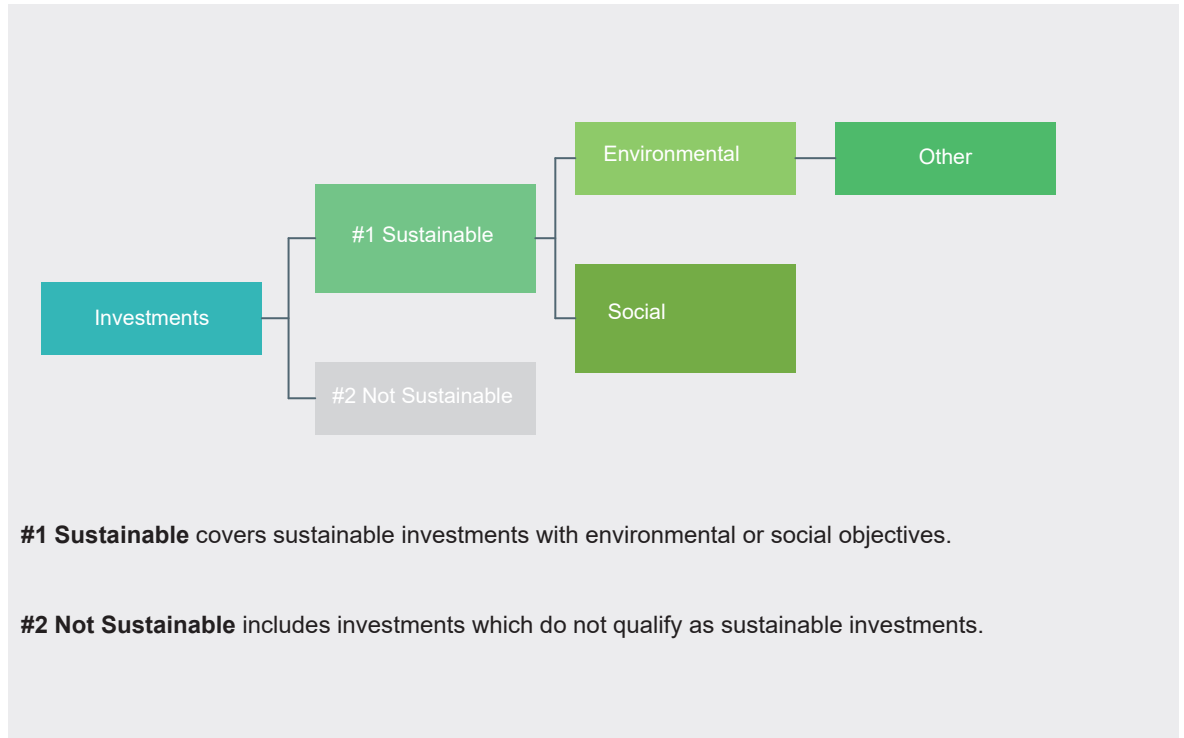 Environmental
Other
#1 Sustainable
Investments
Social
#2 Not Sustainable
#1 Sustainable covers sustainable investments with environmental or social objectives.
#2 Not Sustainable includes investments which do not qualify as sustainable investments.